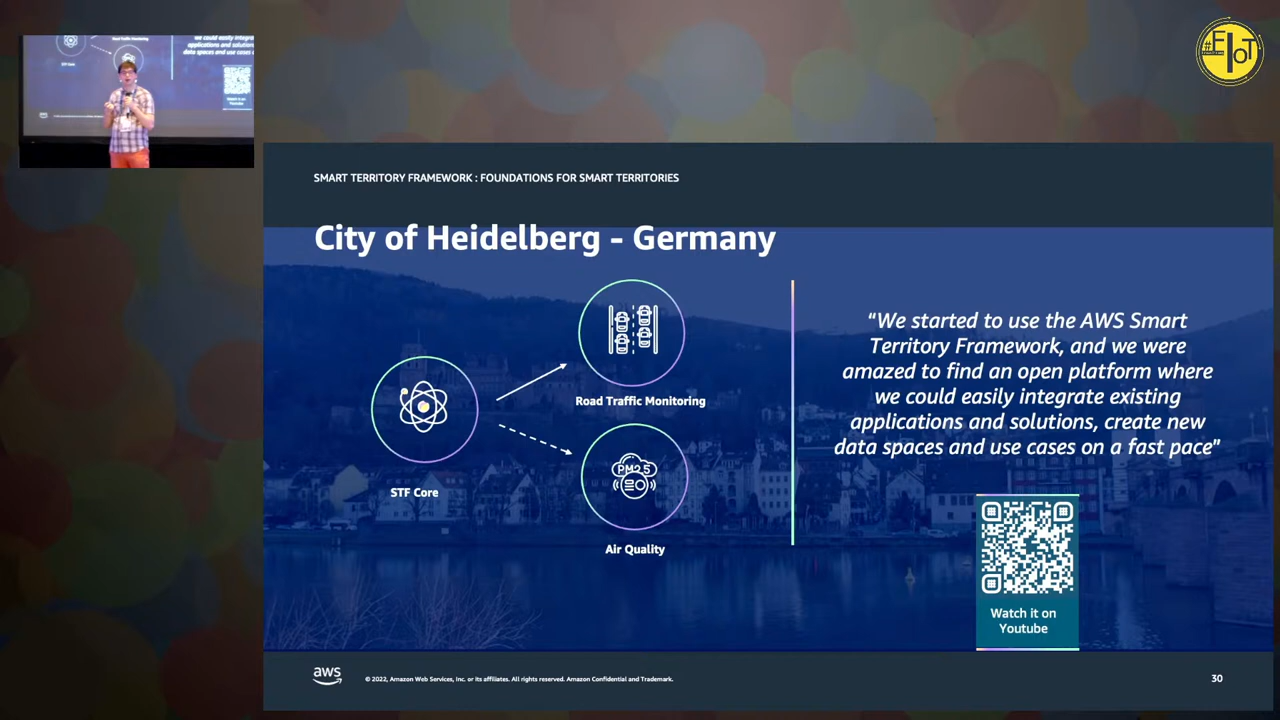 #FIoT
SMART TERRITORY FRAMEWORK : FOUNDATIONS FOR SMART TERRITORIES
City of Heidelberg - Germany
Road Traffic Monitoring
STF Core
PM2.5
Air Quality
"We started to use the AWS Smart
Territory Framework, and we were
amazed to find an open platform where
we could easily integrate existing
applications and solutions, create new
data spaces and use cases on a fast pace"
Watch it on
Youtube
aws
© 2022, Amazon Web Services, Inc. or its affiliates. All rights reserved. Amazon Confidential and Trademark.
30